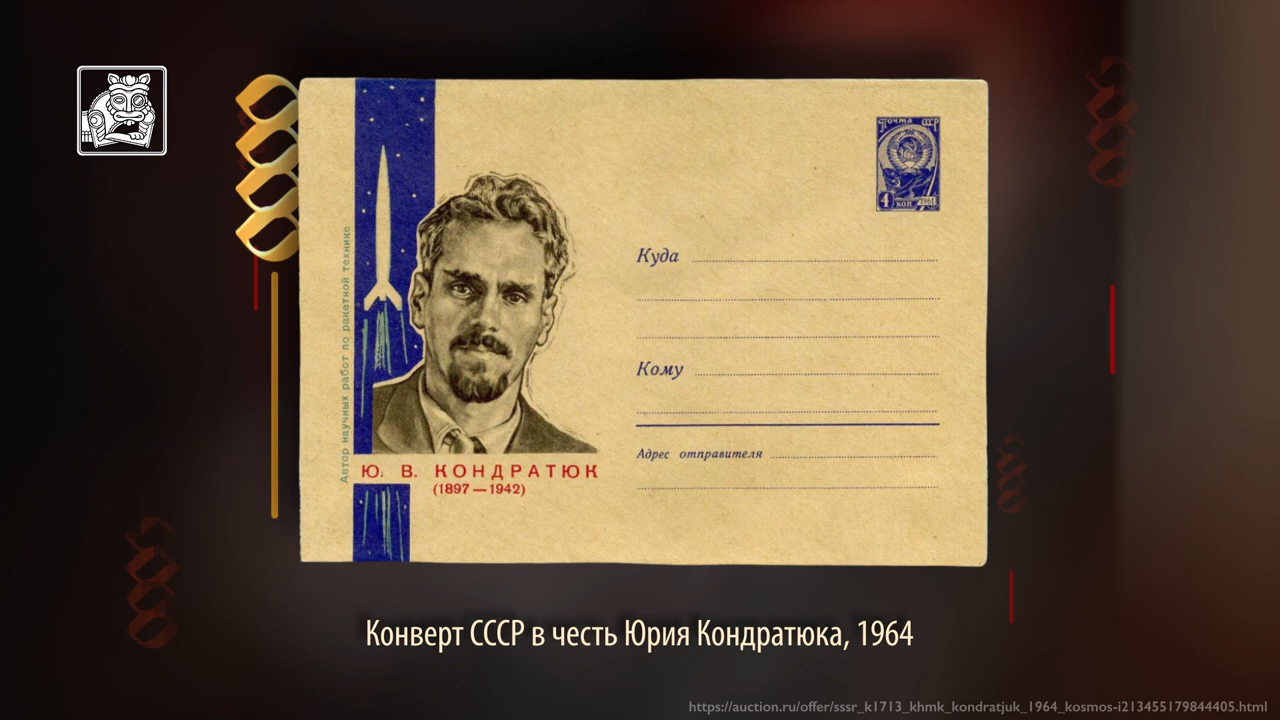 Почта СССР
4 коп 1961
Куда
Кому
Адрес отправителя
Автор научных работ по ракетной технике
Ю. В. КОНДРАТЮК
(1897—1942)
Конверт СССР в честь Юрия Кондратюка, 1964
https://auction.ru/offer/sssr_k1713_khmk_kondratjuk_1964_kosmos-i213455179844405.html